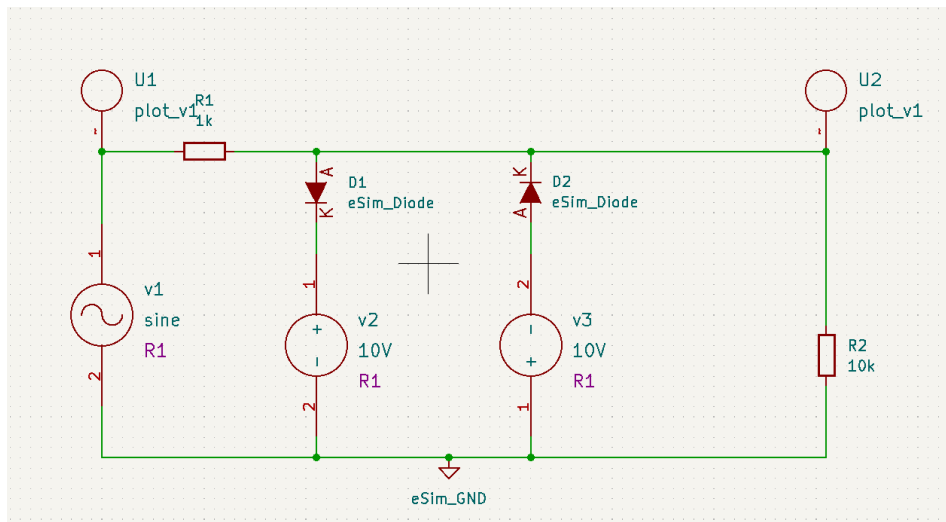 U1
plot_v1
~
R1
1k
U2
plot_v1
~
A
D1
eSim_Diode
K
K
D2
eSim_Diode
A
1
v1
sine
R1
2
1
+
-
v2
10V
R1
2
2
-
+
v3
10V
R1
1
R2
10k
eSim_GND